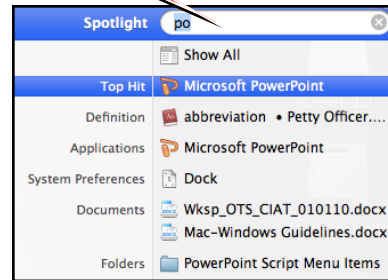 Spotlight po
Show All
Top Hit Microsoft PowerPoint
Definition abbreviation • Petty Officer....
Applications Microsoft PowerPoint
System Preferences Dock
Documents Wksp_OTS_CIAT_010110.docx
Mac-Windows Guidelines.docx
Folders PowerPoint Script Menu Items